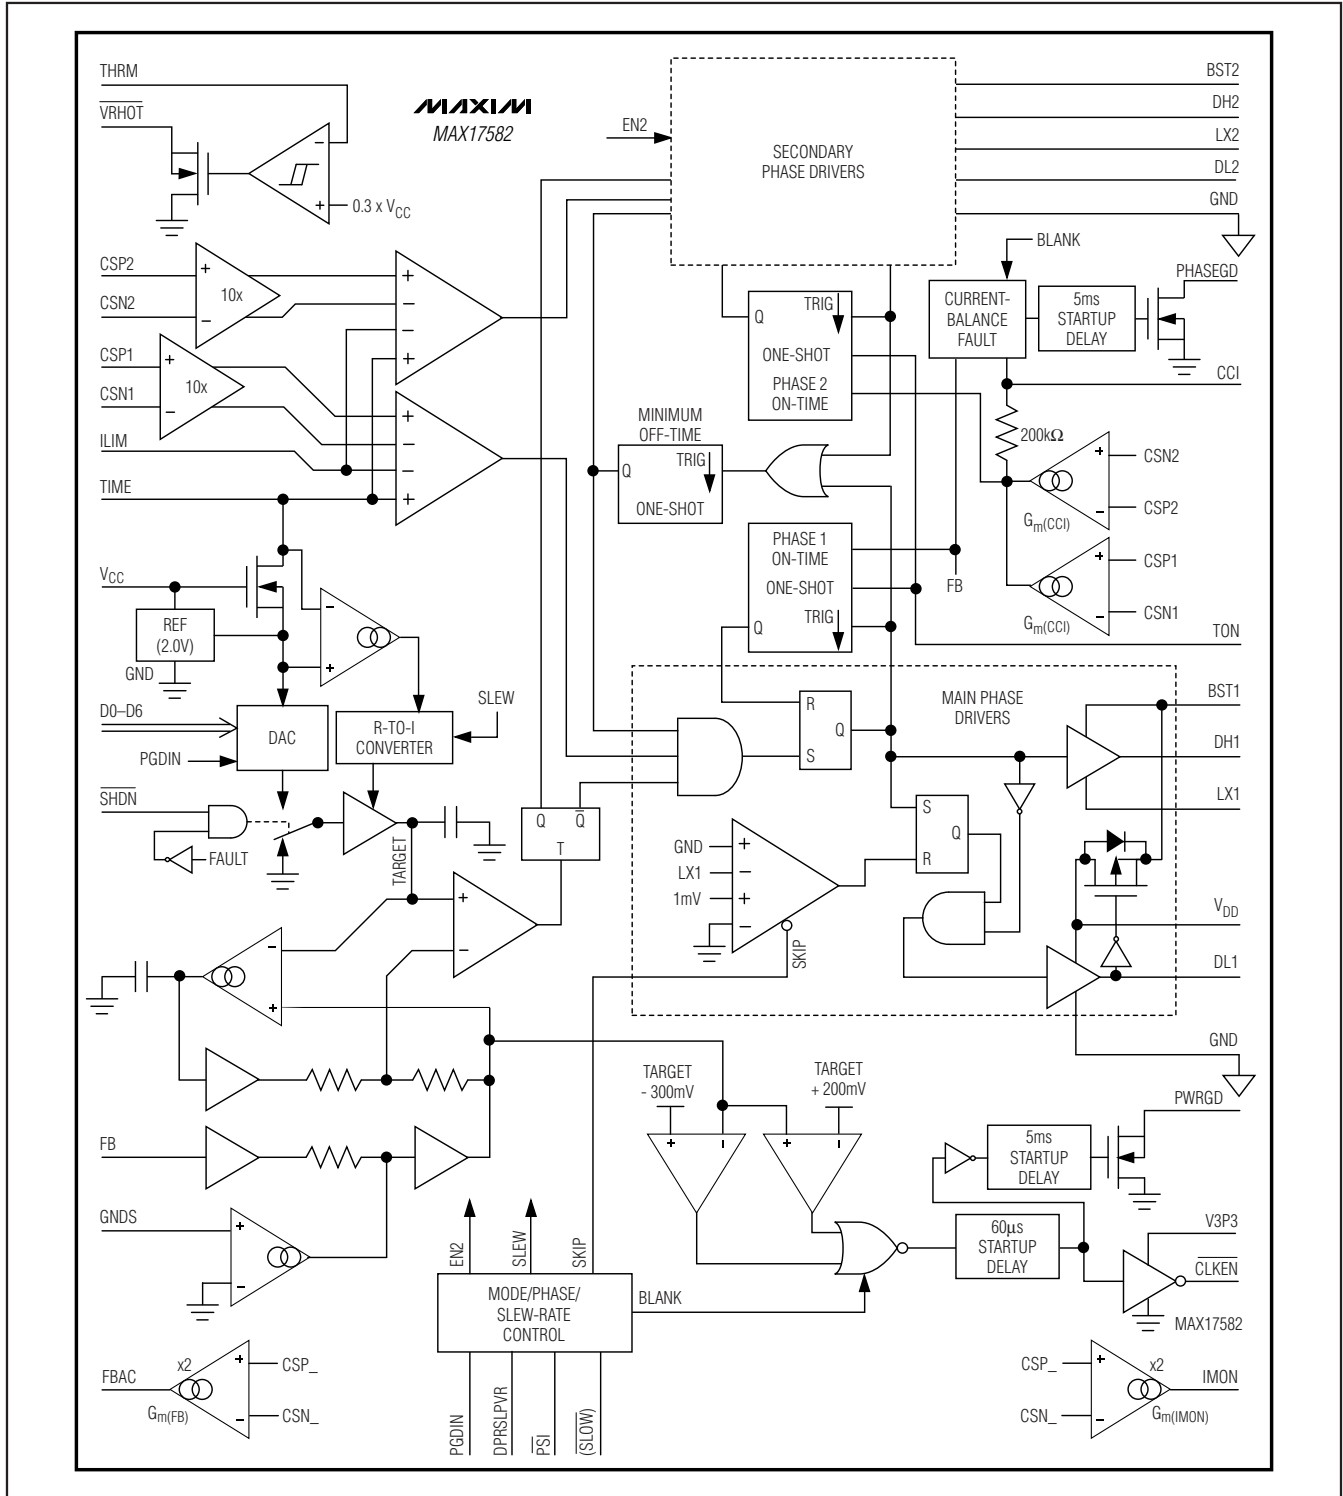 THRM
VRHOT
MAXIM
MAX17582
0.3 x VCC
EN2
SECONDARY
PHASE DRIVERS
BST2
DH2
LX2
DL2
GND
BLANK
PHASEGD
CSP2
CSN2
10x
+
−
+
−
−
+
CSP1
CSN1
10x
+
−
+
−
−
+
ILIM
TIME
Q
TRIG
ONE-SHOT
PHASE 2
ON-TIME
CURRENT-
BALANCE
FAULT
5ms
STARTUP
DELAY
CCI
MINIMUM
OFF-TIME
Q
TRIG
ONE-SHOT
200kΩ
CSN2
CSP2
+
−
Gm(CCI)
PHASE 1
ON-TIME
ONE-SHOT
TRIG
Q
FB
CSP1
CSN1
+
−
Gm(CCI)
TON
VCC
REF
(2.0V)
GND
−
+
D0–D6
DAC
PGDIN
R-TO-I
CONVERTER
SLEW
SHDN
FAULT
TARGET
Q
Q
T
MAIN PHASE
DRIVERS
R
Q
S
BST1
DH1
LX1
S
Q
R
GND
LX1
1mV
+
−
+
−
SKIP
VDD
DL1
GND
+
−
−
+
FB
GNDS
+
−
TARGET
- 300mV
TARGET
+ 200mV
+
−
+
−
PWRGD
5ms
STARTUP
DELAY
60µs
STARTUP
DELAY
V3P3
CLKEN
MAX17582
EN2
SLEW
SKIP
MODE/PHASE/
SLEW-RATE
CONTROL
BLANK
PGDIN
DPRSLPVR
PSI
(SLOW)
FBAC
x2
Gm(FB)
+
−
CSP_
CSN_
CSP_
CSN_
+
−
x2
Gm(IMON)
IMON